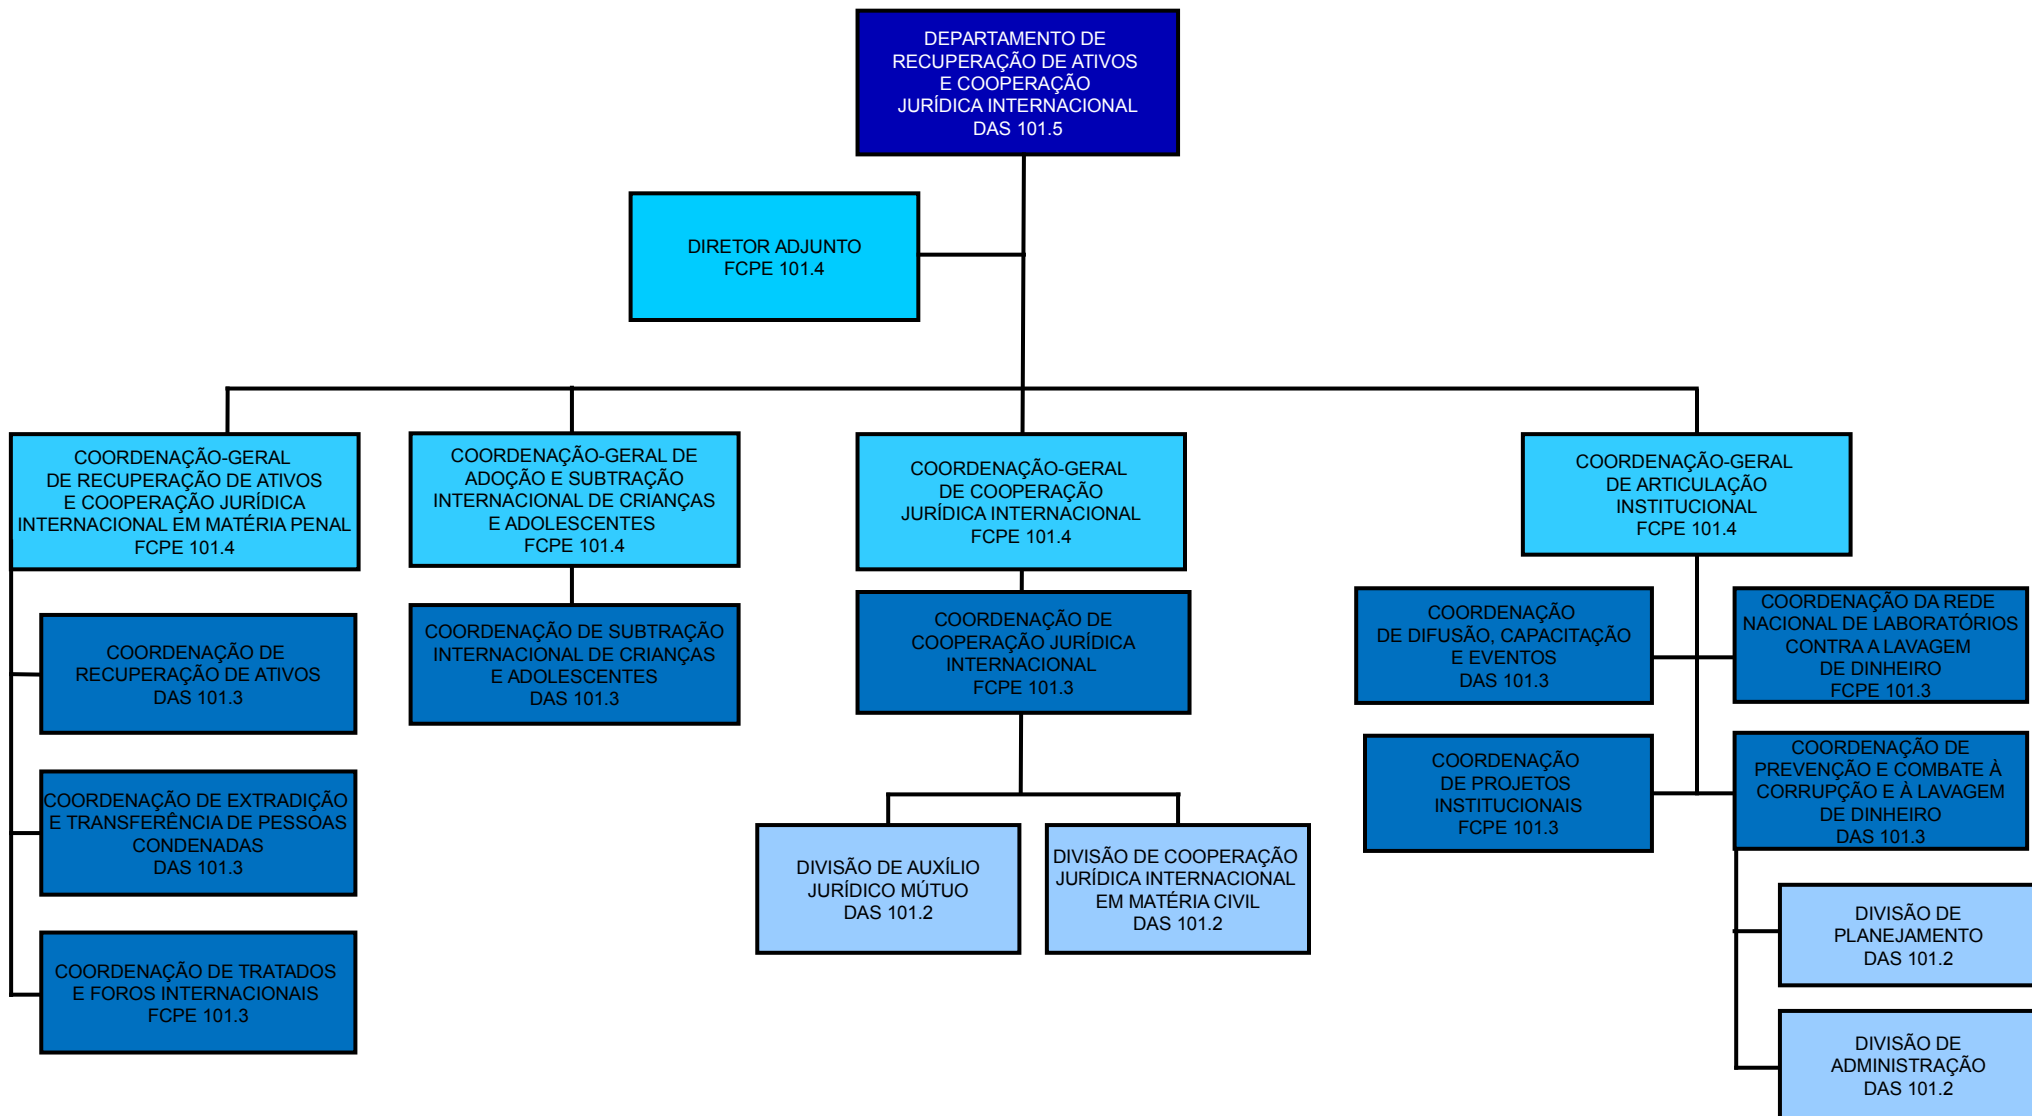 DEPARTAMENTO DE
RECUPERAÇÃO DE ATIVOS
E COOPERAÇÃO
JURÍDICA INTERNACIONAL
DAS 101.5
DIRETOR ADJUNTO
FCPE 101.4
COORDENAÇÃO-GERAL
DE RECUPERAÇÃO DE ATIVOS
E COOPERAÇÃO JURÍDICA
INTERNACIONAL EM MATÉRIA PENAL
FCPE 101.4
COORDENAÇÃO-GERAL DE
ADOÇÃO E SUBTRAÇÃO
INTERNACIONAL DE CRIANÇAS
E ADOLESCENTES
FCPE 101.4
COORDENAÇÃO-GERAL
DE COOPERAÇÃO
JURÍDICA INTERNACIONAL
FCPE 101.4
COORDENAÇÃO-GERAL
DE ARTICULAÇÃO
INSTITUCIONAL
FCPE 101.4
COORDENAÇÃO DE
RECUPERAÇÃO DE ATIVOS
DAS 101.3
COORDENAÇÃO DE EXTRADIÇÃO
E TRANSFERÊNCIA DE PESSOAS
CONDENADAS
DAS 101.3
COORDENAÇÃO DE TRATADOS
E FOROS INTERNACIONAIS
FCPE 101.3
COORDENAÇÃO DE SUBTRAÇÃO
INTERNACIONAL DE CRIANÇAS
E ADOLESCENTES
DAS 101.3
COORDENAÇÃO DE
COOPERAÇÃO JURÍDICA
INTERNACIONAL
FCPE 101.3
DIVISÃO DE AUXÍLIO
JURÍDICO MÚTUO
DAS 101.2
DIVISÃO DE COOPERAÇÃO
JURÍDICA INTERNACIONAL
EM MATÉRIA CIVIL
DAS 101.2
COORDENAÇÃO
DE DIFUSÃO, CAPACITAÇÃO
E EVENTOS
DAS 101.3
COORDENAÇÃO DA REDE
NACIONAL DE LABORATÓRIOS
CONTRA A LAVAGEM
DE DINHEIRO
FCPE 101.3
COORDENAÇÃO
DE PROJETOS
INSTITUCIONAIS
FCPE 101.3
COORDENAÇÃO DE
PREVENÇÃO E COMBATE À
CORRUPÇÃO E À LAVAGEM
DE DINHEIRO
DAS 101.3
DIVISÃO DE
PLANEJAMENTO
DAS 101.2
DIVISÃO DE
ADMINISTRAÇÃO
DAS 101.2